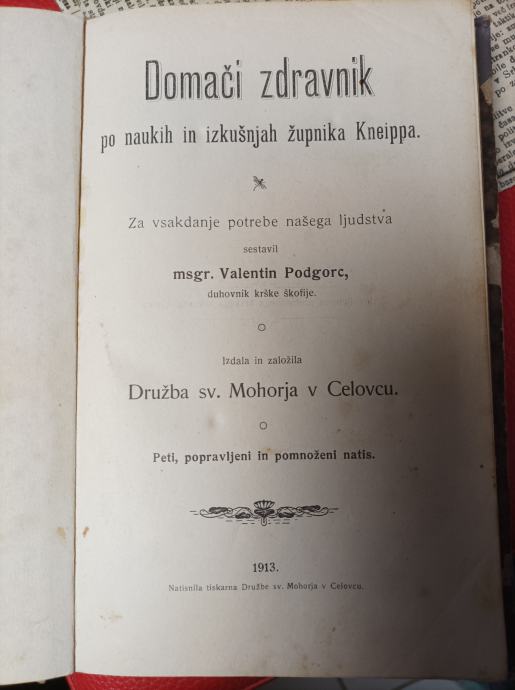 Domači zdravnik
po naukih in izkušnjah župnika Kneippa.
Za vsakdanje potrebe našega ljudstva
sestavil
msgr. Valentin Podgorc,
duhovnik krške škofije.
Izdala in založila
Družba sv. Mohorja v Celovcu.
Peti, popravljeni in pomnoženi natis.
1913.
Natisnila tiskarna Družbe sv. Mohorja v Celovcu.